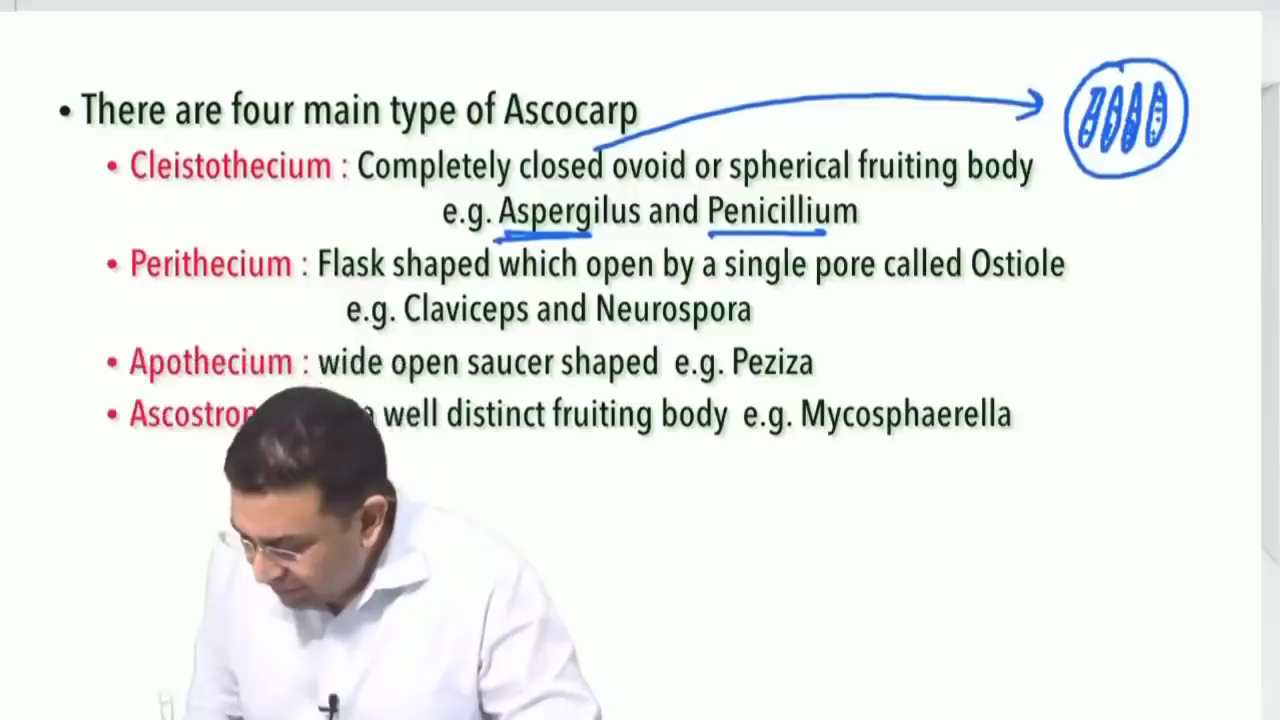 • There are four main type of Ascocarp
• Cleistothecium : Completely closed ovoid or spherical fruiting body
e.g. Aspergilus and Penicillium
• Perithecium : Flask shaped which open by a single pore called Ostiole
e.g. Claviceps and Neurospora
• Apothecium : wide open saucer shaped e.g. Peziza
• well distinct fruiting body e.g. Mycosphaerella